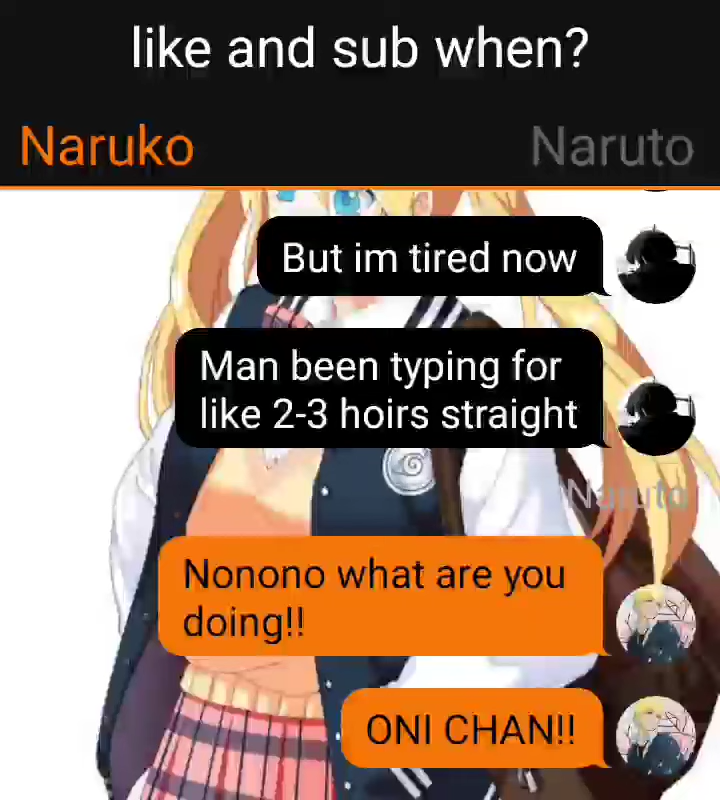 like and sub when?
Naruko Naruto
But im tired now
Man been typing for
like 2-3 hoirs straight
Naruto
Nonono what are you
doing!!
ONI CHAN!!